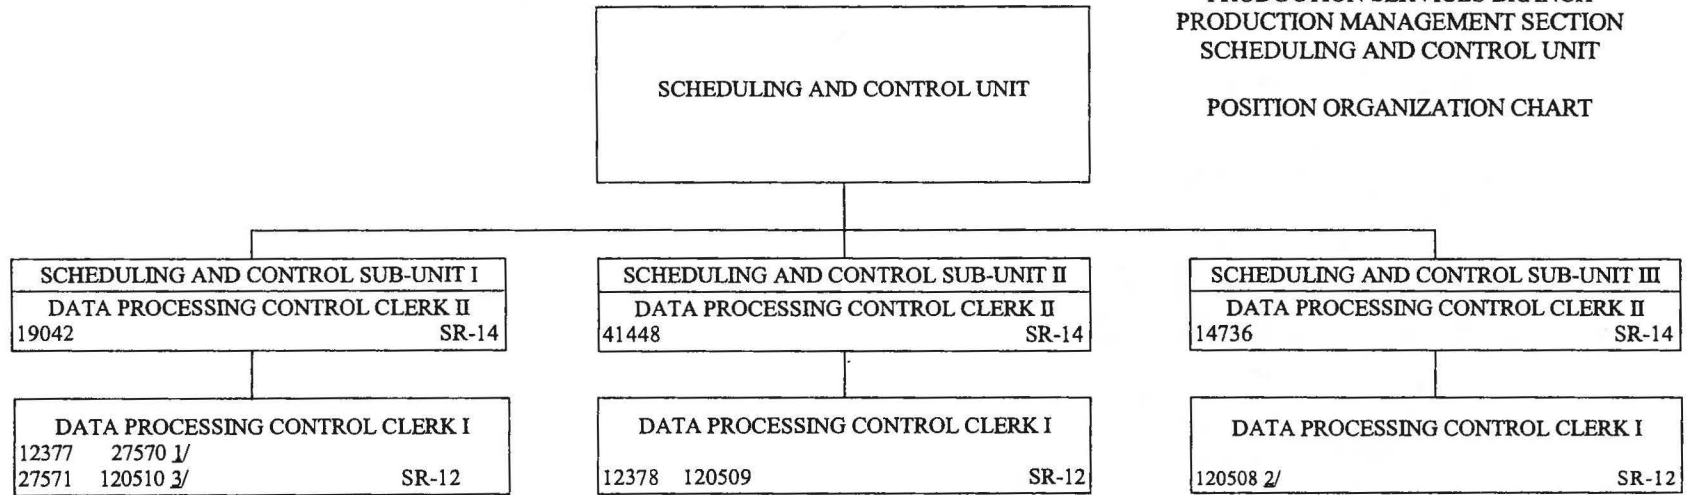 PRODUCTION SERVICES BRANCH
PRODUCTION MANAGEMENT SECTION
SCHEDULING AND CONTROL UNIT
POSITION ORGANIZATION CHART
SCHEDULING AND CONTROL UNIT
SCHEDULING AND CONTROL SUB-UNIT I
DATA PROCESSING CONTROL CLERK II
19042 SR-14
SCHEDULING AND CONTROL SUB-UNIT II
DATA PROCESSING CONTROL CLERK II
41448 SR-14
SCHEDULING AND CONTROL SUB-UNIT III
DATA PROCESSING CONTROL CLERK II
14736 SR-14
DATA PROCESSING CONTROL CLERK I
12377 27570 1/
27571 120510 3/ SR-12
DATA PROCESSING CONTROL CLERK I
12378 120509 SR-12
DATA PROCESSING CONTROL CLERK I
120508 2/ SR-12